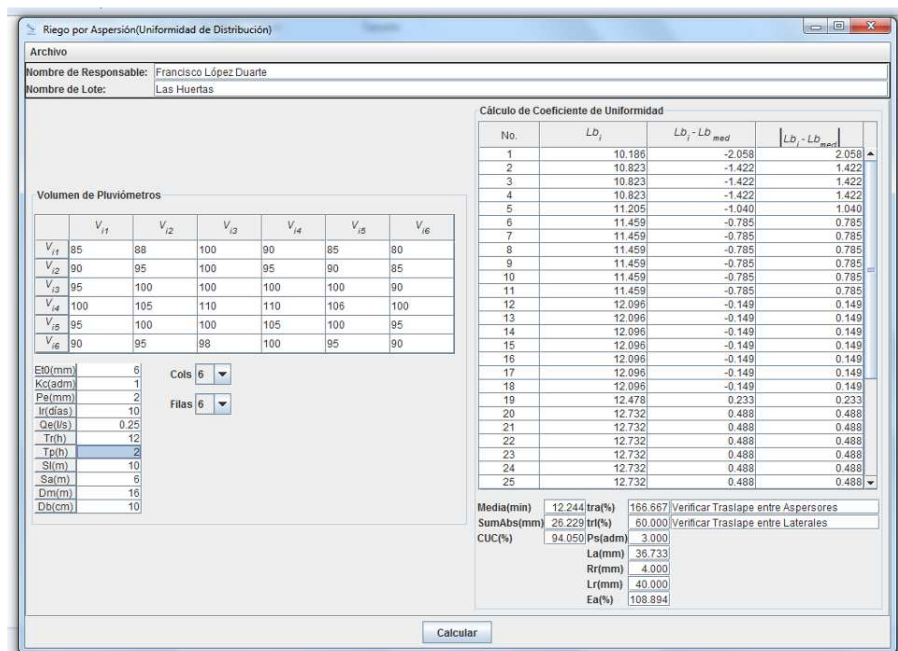 Riego por Aspersión(Uniformidad de Distribución)
Archivo
Nombre de Responsable: Francisco López Duarte
Nombre de Lote: Las Huertas
Volumen de Pluviómetros
Vi1 Vi2 Vi3 Vi4 Vi5 Vi6
Vi1 85 88 100 90 85 80
Vi2 90 95 100 95 90 85
Vi3 95 100 100 100 100 90
Vi4 100 105 110 110 106 100
Vi5 95 100 100 105 100 95
Vi6 90 95 98 100 95 90
Et0(mm) 6
Kc(adm) 1
Pe(mm) 2
Ir(días) 10
Qe(l/s) 0.25
Tr(h) 12
Tp(h) 2
Sl(m) 10
Sa(m) 6
Dm(m) 16
Db(cm) 10
Cols 6
Filas 6
Cálculo de Coeficiente de Uniformidad
No. Lbi Lbi - Lbmed |Lbi - Lbmed|
1 10.186 -2.058 2.058
2 10.823 -1.422 1.422
3 10.823 -1.422 1.422
4 10.823 -1.422 1.422
5 11.205 -1.040 1.040
6 11.459 -0.785 0.785
7 11.459 -0.785 0.785
8 11.459 -0.785 0.785
9 11.459 -0.785 0.785
10 11.459 -0.785 0.785
11 11.459 -0.785 0.785
12 12.096 -0.149 0.149
13 12.096 -0.149 0.149
14 12.096 -0.149 0.149
15 12.096 -0.149 0.149
16 12.096 -0.149 0.149
17 12.096 -0.149 0.149
18 12.096 -0.149 0.149
19 12.478 0.233 0.233
20 12.732 0.488 0.488
21 12.732 0.488 0.488
22 12.732 0.488 0.488
23 12.732 0.488 0.488
24 12.732 0.488 0.488
25 12.732 0.488 0.488
Media(min) 12.244 tra(%) 166.667 Verificar Traslape entre Aspersores
SumAbs(mm) 26.229 trl(%) 60.000 Verificar Traslape entre Laterales
CUC(%) 94.050 Ps(adm) 3.000
La(mm) 36.733
Rr(mm) 4.000
Lr(mm) 40.000
Ea(%) 108.894
Calcular